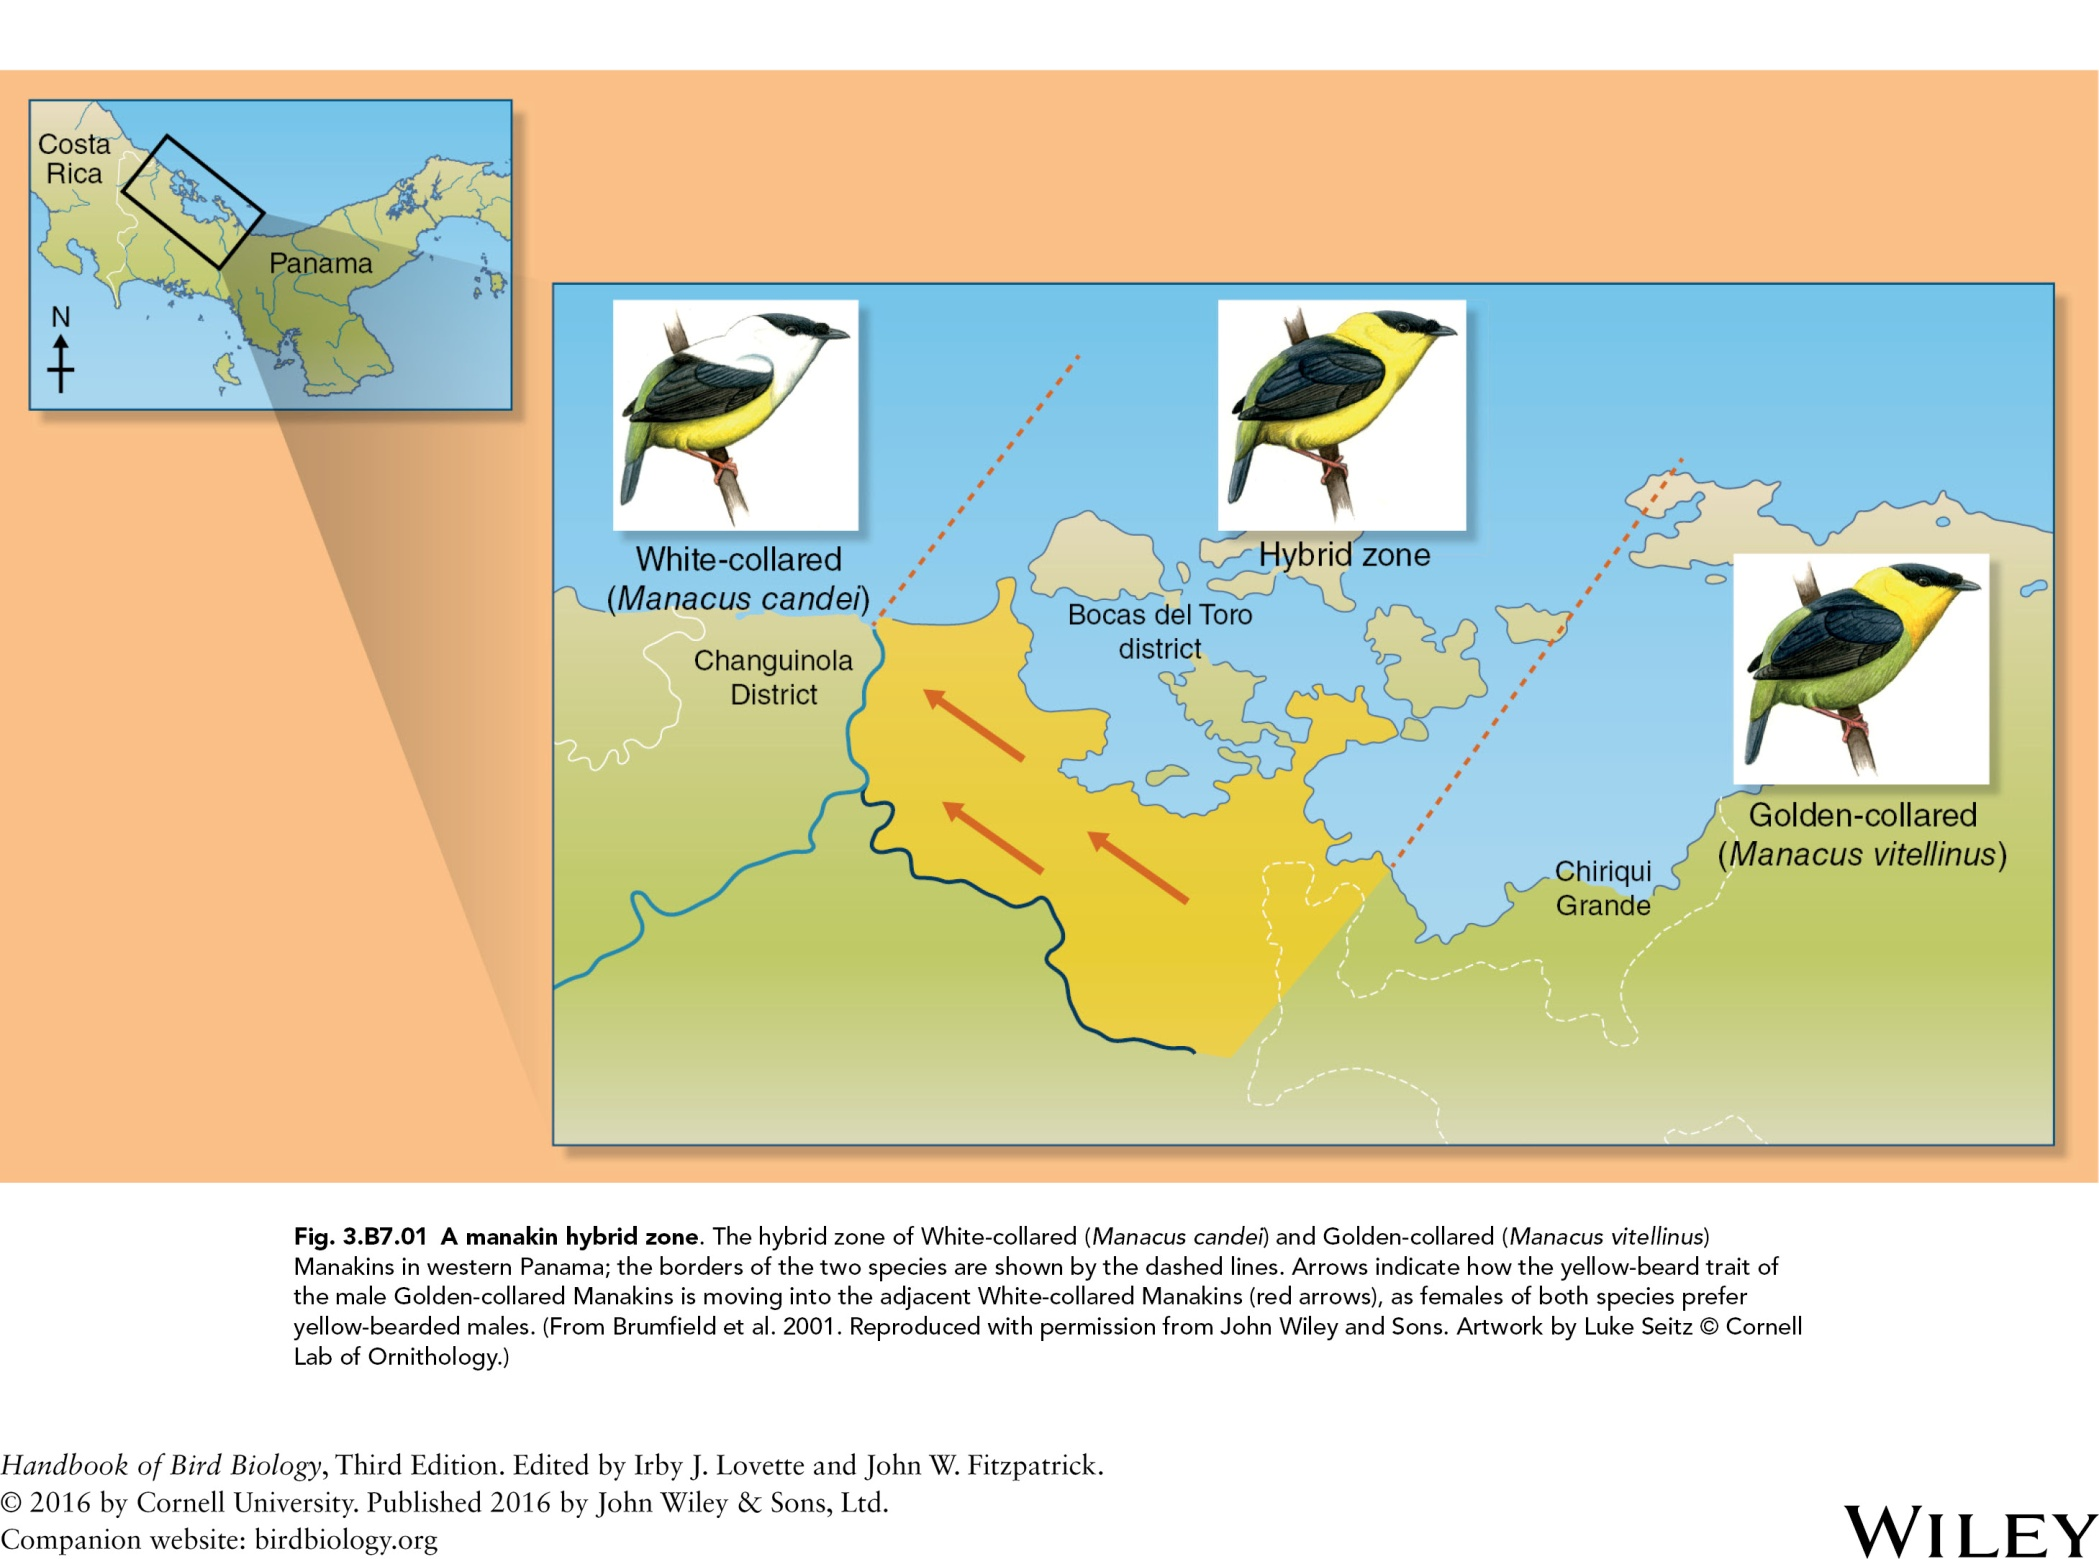 Costa
Rica
Panama
N
White-collared
(Manacus candei)
Hybrid zone
Bocas del Toro
district
Changuinola
District
Golden-collared
(Manacus vitellinus)
Chiriqui
Grande
Fig. 3.B7.01 A manakin hybrid zone. The hybrid zone of White-collared (Manacus candei) and Golden-collared (Manacus vitellinus)
Manakins in western Panama; the borders of the two species are shown by the dashed lines. Arrows indicate how the yellow-beard trait of
the male Golden-collared Manakins is moving into the adjacent White-collared Manakins (red arrows), as females of both species prefer
yellow-bearded males. (From Brumfield et al. 2001. Reproduced with permission from John Wiley and Sons. Artwork by Luke Seitz © Cornell
Lab of Ornithology.)
Handbook of Bird Biology, Third Edition. Edited by Irby J. Lovette and John W. Fitzpatrick.
© 2016 by Cornell University. Published 2016 by John Wiley & Sons, Ltd.
Companion website: birdbiology.org
WILEY